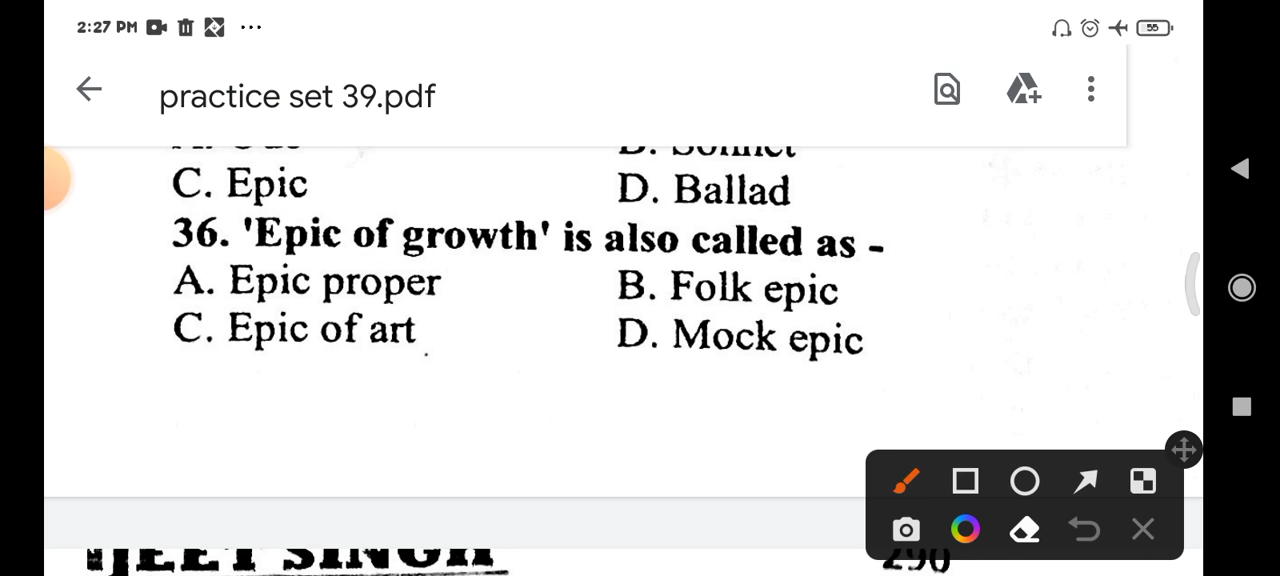 2:27 PM
55
practice set 39.pdf
C. Epic D. Ballad
36. 'Epic of growth' is also called as -
A. Epic proper B. Folk epic
C. Epic of art D. Mock epic